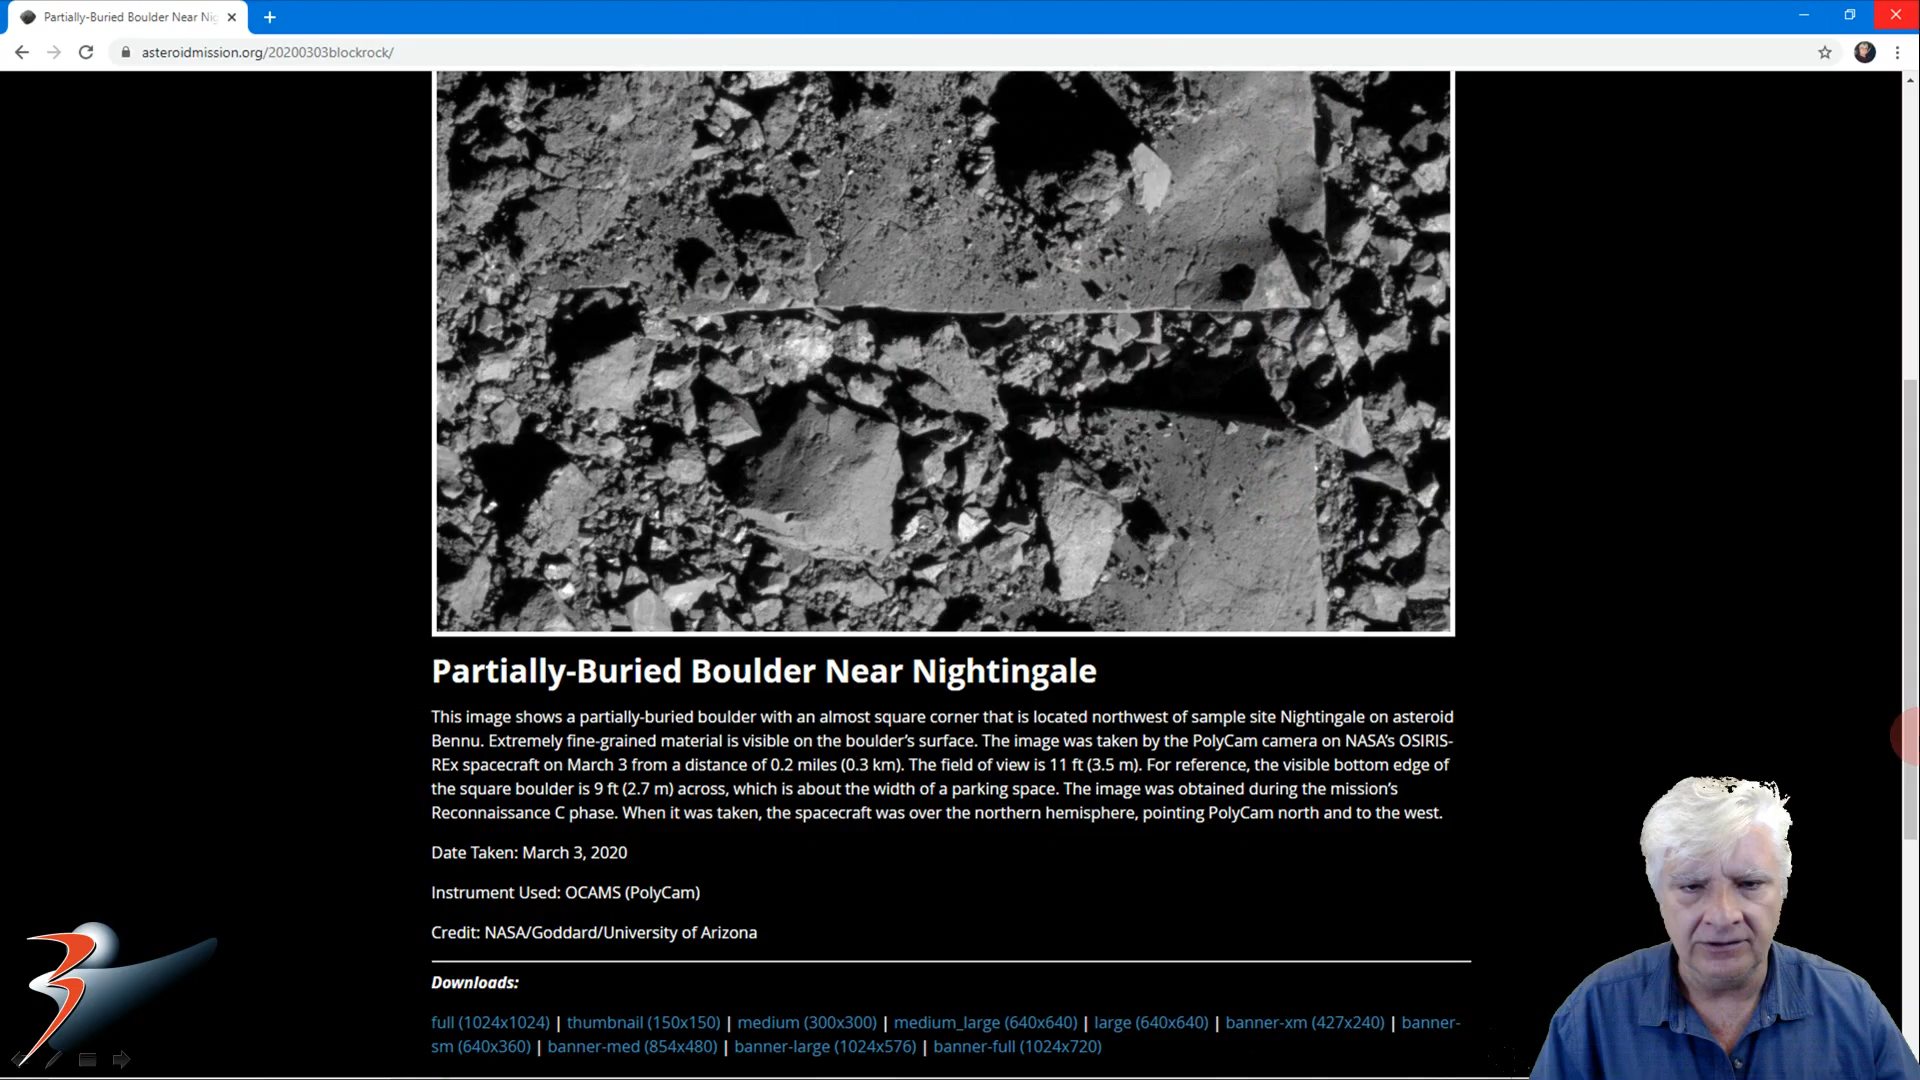 Partially-Buried Boulder Near Nig
asteroidmission.org/20200303blockrock/
Partially-Buried Boulder Near Nightingale
This image shows a partially-buried boulder with an almost square corner that is located northwest of sample site Nightingale on asteroid
Bennu. Extremely fine-grained material is visible on the boulder’s surface. The image was taken by the PolyCam camera on NASA’s OSIRIS-
REx spacecraft on March 3 from a distance of 0.2 miles (0.3 km). The field of view is 11 ft (3.5 m). For reference, the visible bottom edge of
the square boulder is 9 ft (2.7 m) across, which is about the width of a parking space. The image was obtained during the mission’s
Reconnaissance C phase. When it was taken, the spacecraft was over the northern hemisphere, pointing PolyCam north and to the west.
Date Taken: March 3, 2020
Instrument Used: OCAMS (PolyCam)
Credit: NASA/Goddard/University of Arizona
Downloads:
full (1024x1024) | thumbnail (150x150) | medium (300x300) | medium_large (640x640) | large (640x640) | banner-xm (427x240) | banner-
sm (640x360) | banner-med (854x480) | banner-large (1024x576) | banner-full (1024x720)